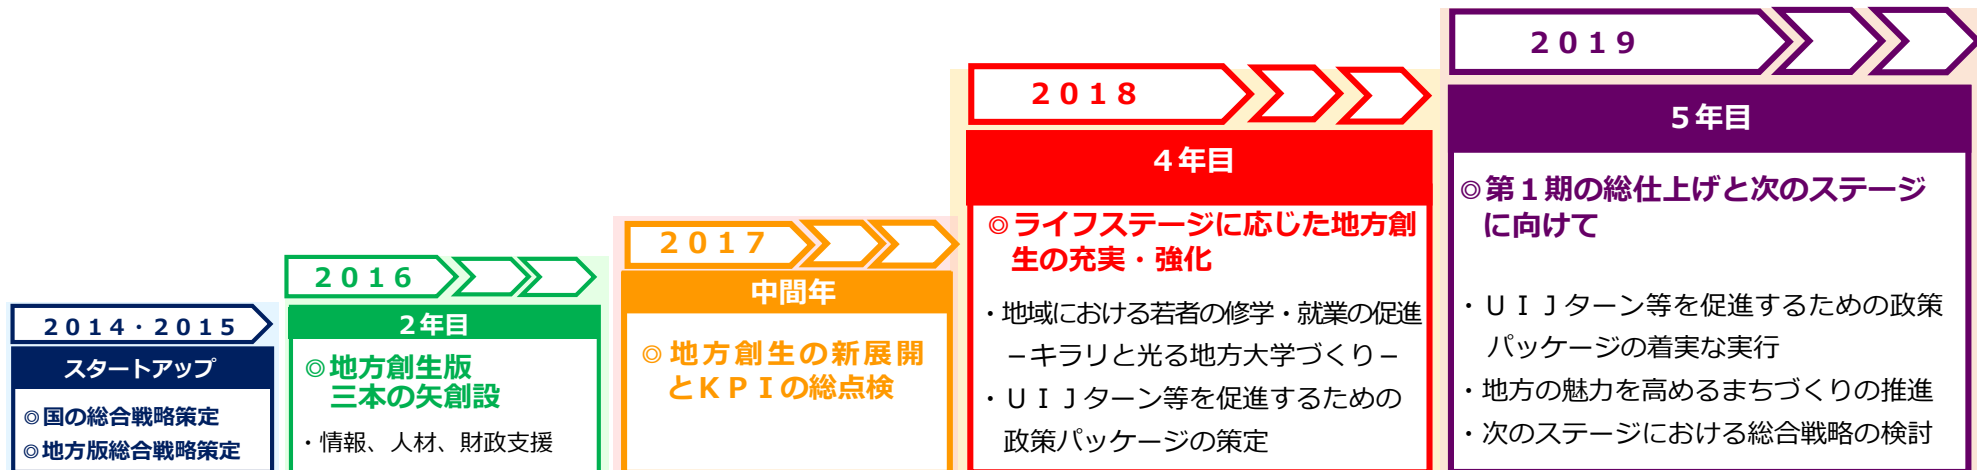 ２０１４・２０１５
スタートアップ
◎国の総合戦略策定
◎地方版総合戦略策定
２０１６
２年目
◎地方創生版
三本の矢創設
・情報、人材、財政支援
２０１７
中間年
◎地方創生の新展開
とＫＰＩの総点検
２０１８
４年目
◎ライフステージに応じた地方創
生の充実・強化
・地域における若者の修学・就業の促進
－キラリと光る地方大学づくり－
・ＵＩＪターン等を促進するための
政策パッケージの策定
２０１９
５年目
◎第１期の総仕上げと次のステージ
に向けて
・ＵＩＪターン等を促進するための政策
パッケージの着実な実行
・地方の魅力を高めるまちづくりの推進
・次のステージにおける総合戦略の検討